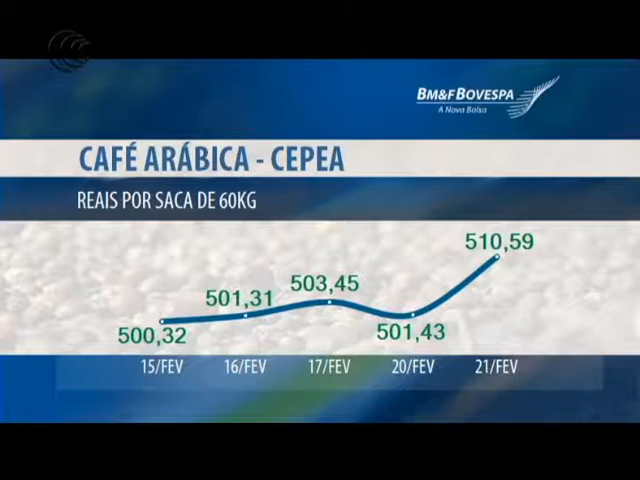 BM&FBOVESPA
A Nova Bolsa
CAFÉ ARÁBICA - CEPEA
REAIS POR SACA DE 60KG
500,32
501,31
503,45
501,43
510,59
15/FEV
16/FEV
17/FEV
20/FEV
21/FEV